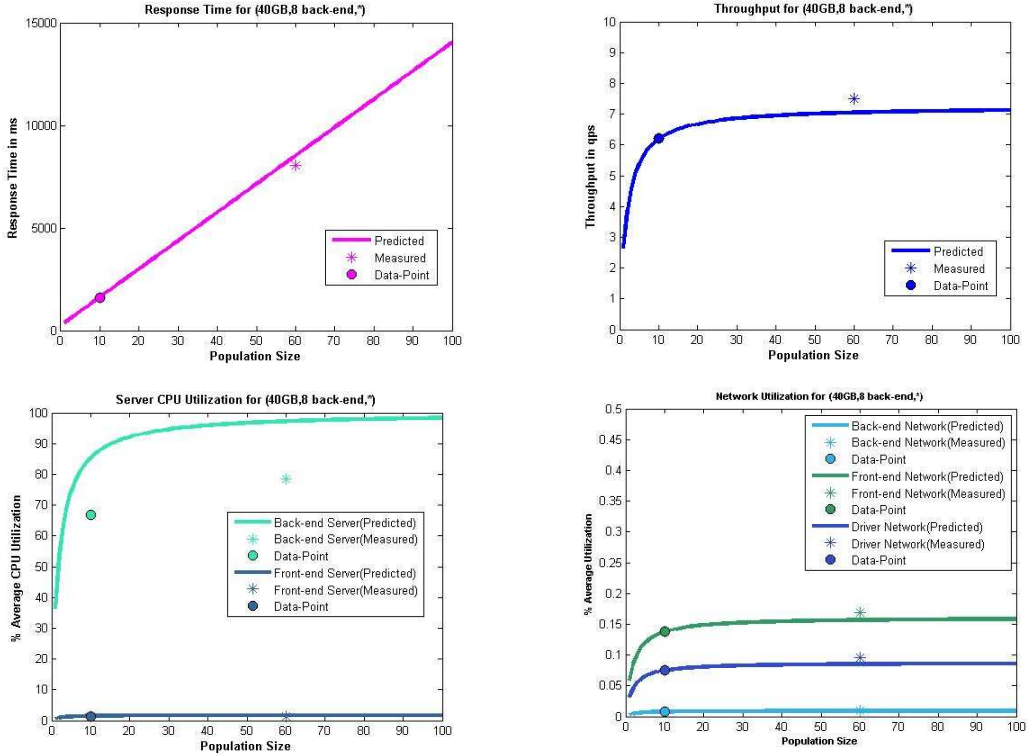 Response Time for (40GB,8 back-end,*)
15000
10000
5000
0
Response Time in ms
0 10 20 30 40 50 60 70 80 90 100
Population Size
Predicted
Measured
Data-Point
Throughput for (40GB,8 back-end,*)
10
9
8
7
6
5
4
3
2
1
0
Throughput in qps
0 10 20 30 40 50 60 70 80 90 100
Population Size
Predicted
Measured
Data-Point
Server CPU Utilization for (40GB,8 back-end,*)
100
90
80
70
60
50
40
30
20
10
0
% Average CPU Utilization
0 10 20 30 40 50 60 70 80 90 100
Population Size
Back-end Server(Predicted)
Back-end Server(Measured)
Data-Point
Front-end Server(Predicted)
Front-end Server(Measured)
Data-Point
Network Utilization for (40GB,8 back-end,*)
0.5
0.45
0.4
0.35
0.3
0.25
0.2
0.15
0.1
0.05
0
% Average Utilization
0 10 20 30 40 50 60 70 80 90 100
Population Size
Back-end Network(Predicted)
Back-end Network(Measured)
Data-Point
Front-end Network(Predicted)
Front-end Network(Measured)
Data-Point
Driver Network(Predicted)
Driver Network(Measured)
Data-Point